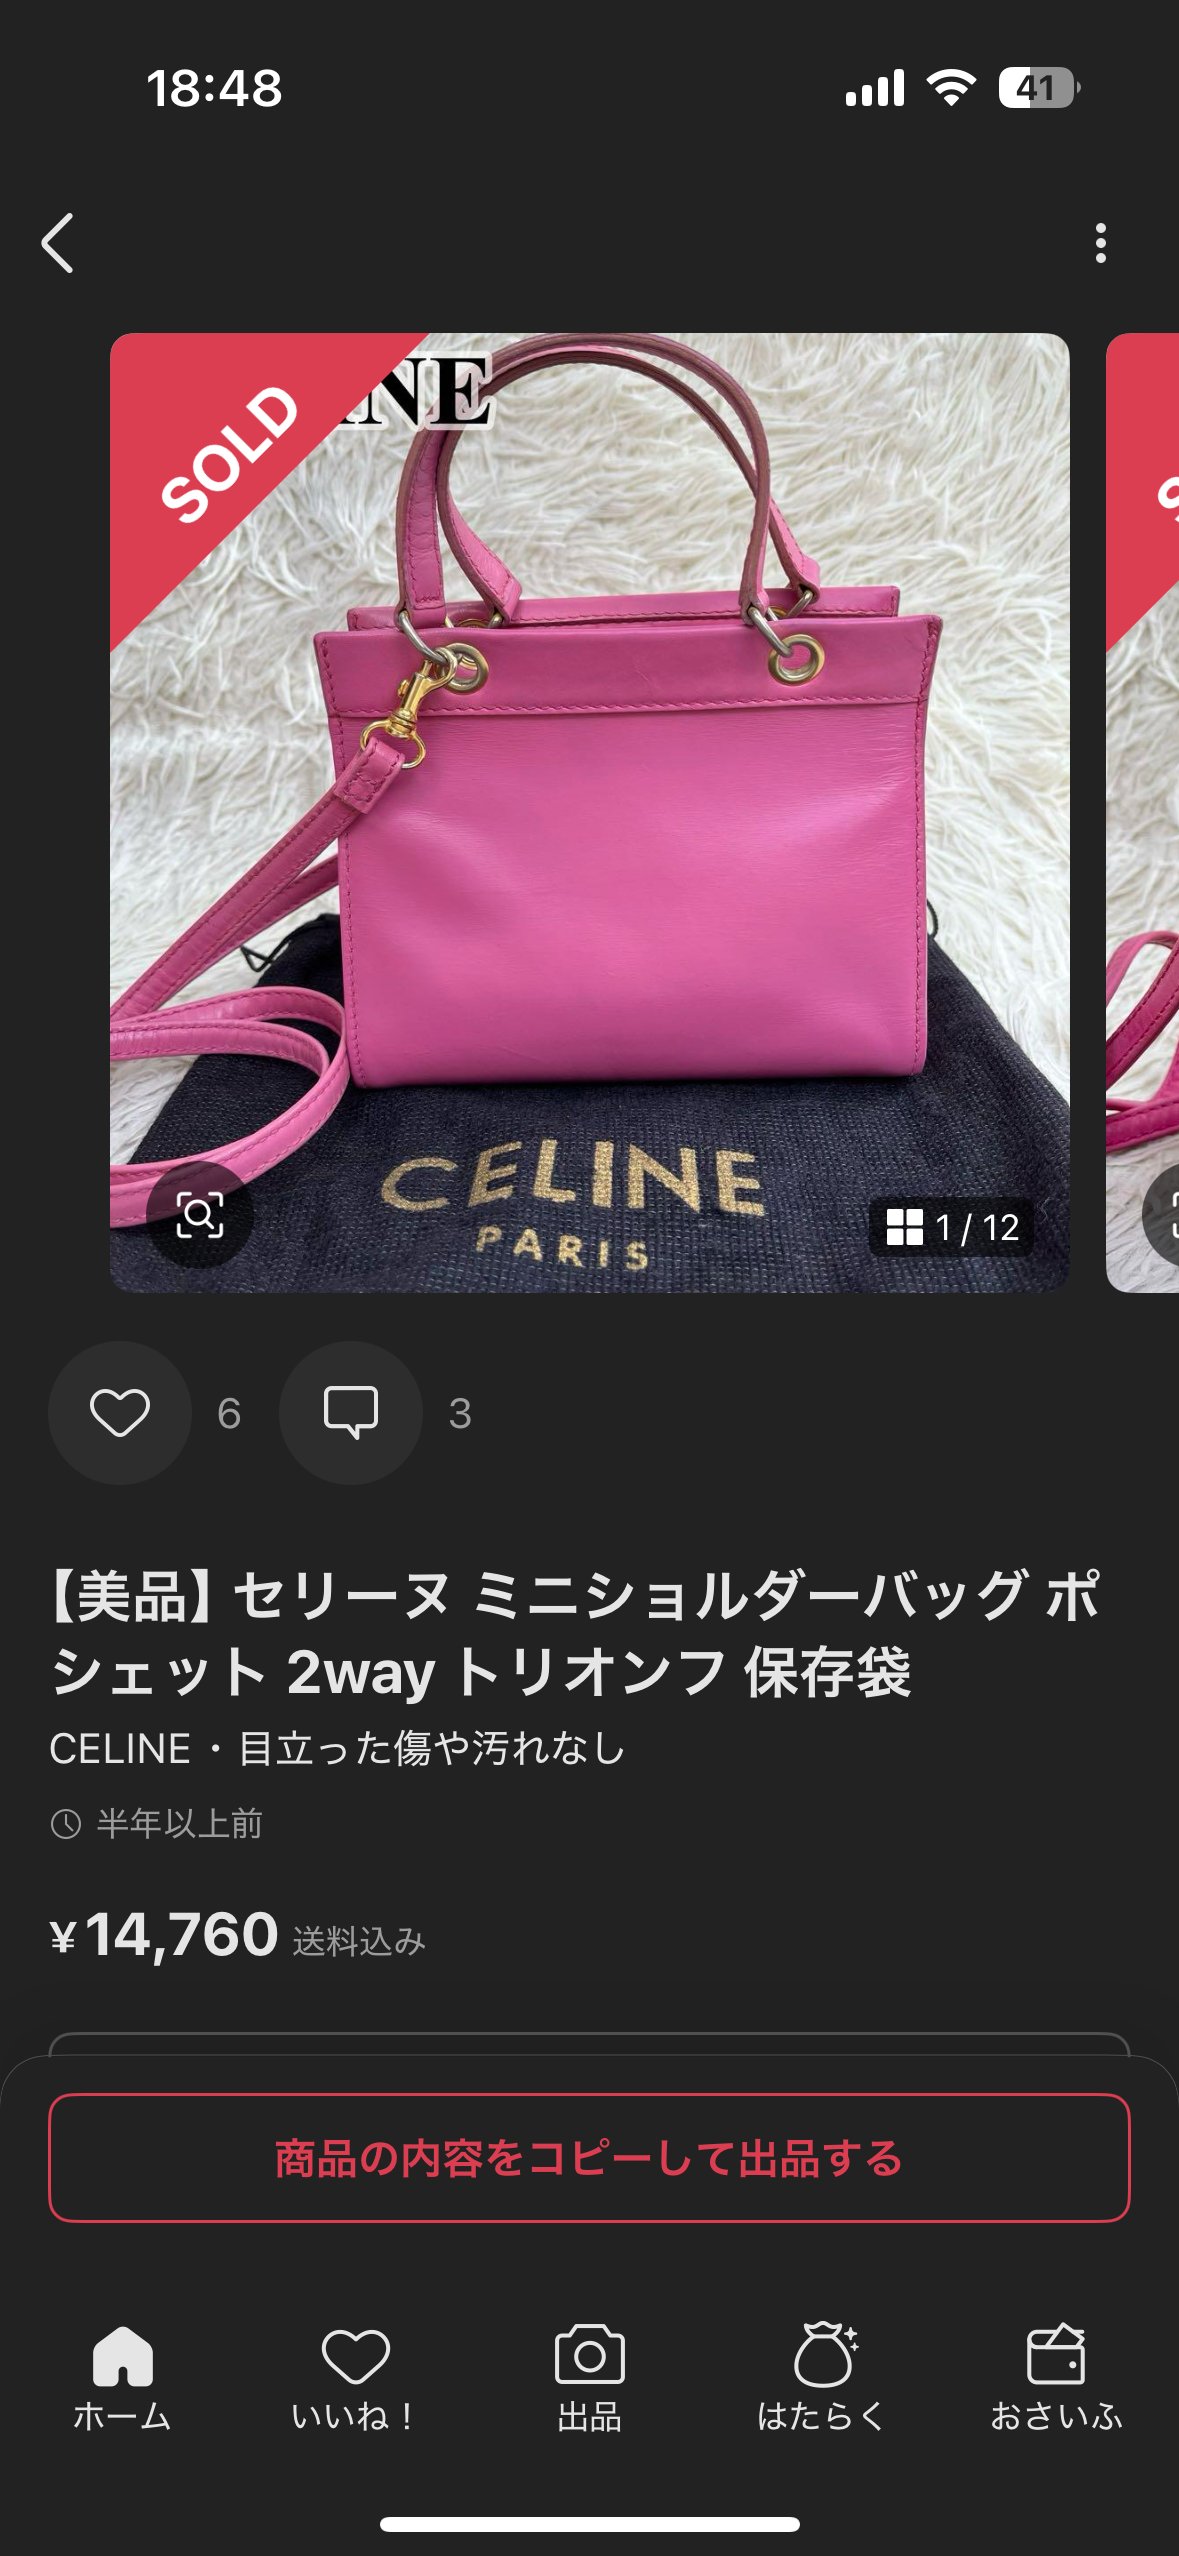 18:48
41
SOLD
NE
CELINE
PARIS
1 / 12
6
3
【美品】セリーヌ ミニショルダーバッグ ポ
シェット 2way トリオンフ 保存袋
CELINE・目立った傷や汚れなし
半年以上前
¥14,760 送料込み
商品の内容をコピーして出品する
ホーム
いいね！
出品
はたらく
おさいふ